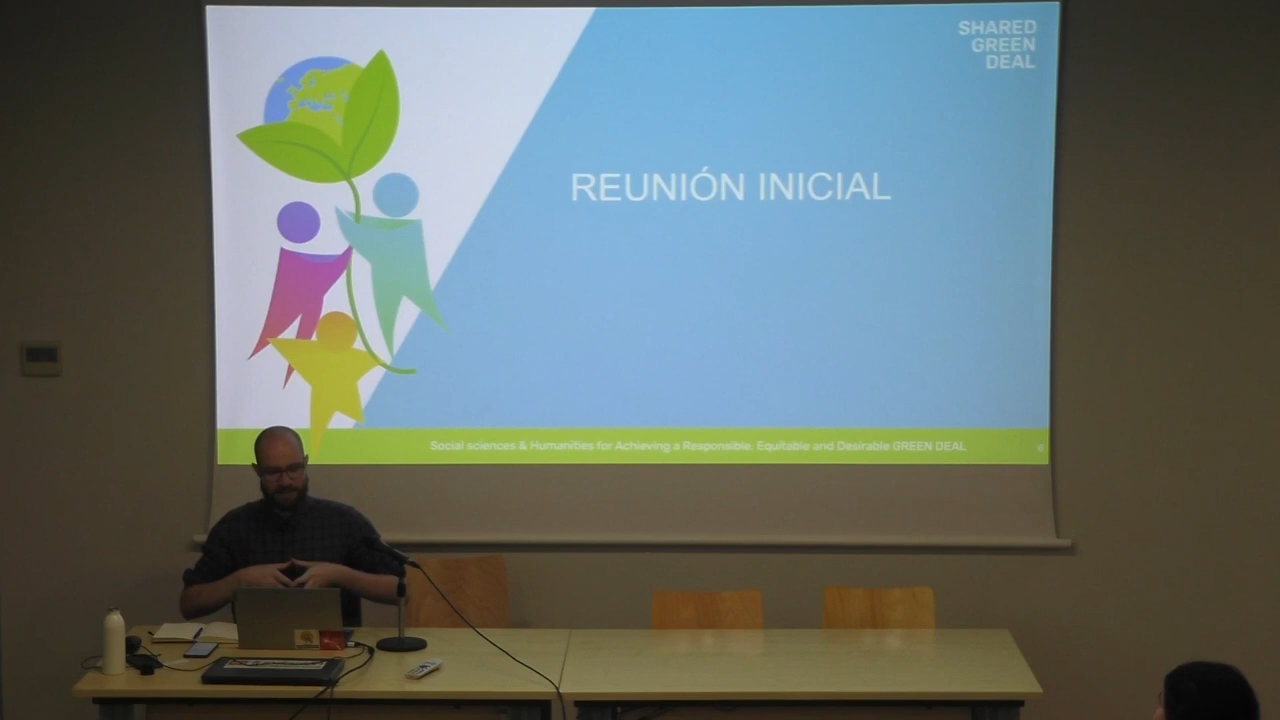 SHARED
GREEN
DEAL
REUNIÓN INICIAL
Social sciences & Humanities for Achieving a Responsible, Equitable and Desirable GREEN DEAL